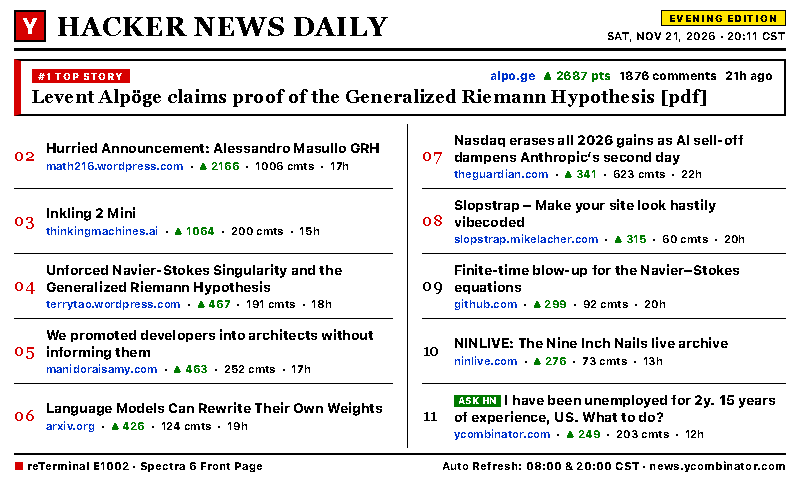 Y HACKER NEWS DAILY
EVENING EDITION
SAT, NOV 21, 2026 · 20:11 CST
#1 TOP STORY
alpo.ge ▲ 2687 pts 1876 comments 21h ago
Levent Alpöge claims proof of the Generalized Riemann Hypothesis [pdf]
02 Hurried Announcement: Alessandro Masullo GRH
math216.wordpress.com · ▲ 2166 · 1006 cmts · 17h
03 Inkling 2 Mini
thinkingmachines.ai · ▲ 1064 · 200 cmts · 15h
04 Unforced Navier-Stokes Singularity and the
Generalized Riemann Hypothesis
terrytao.wordpress.com · ▲ 467 · 191 cmts · 18h
05 We promoted developers into architects without
informing them
manidoraisamy.com · ▲ 463 · 252 cmts · 17h
06 Language Models Can Rewrite Their Own Weights
arxiv.org · ▲ 426 · 124 cmts · 19h
07 Nasdaq erases all 2026 gains as AI sell-off
dampens Anthropic's second day
theguardian.com · ▲ 341 · 623 cmts · 22h
08 Slopstrap – Make your site look hastily
vibecoded
slopstrap.mikelacher.com · ▲ 315 · 60 cmts · 20h
09 Finite-time blow-up for the Navier–Stokes
equations
github.com · ▲ 299 · 92 cmts · 20h
10 NINLIVE: The Nine Inch Nails live archive
ninlive.com · ▲ 276 · 73 cmts · 13h
11 ASK HN I have been unemployed for 2y. 15 years
of experience, US. What to do?
ycombinator.com · ▲ 249 · 203 cmts · 12h
reTerminal E1002 · Spectra 6 Front Page
Auto Refresh: 08:00 & 20:00 CST · news.ycombinator.com